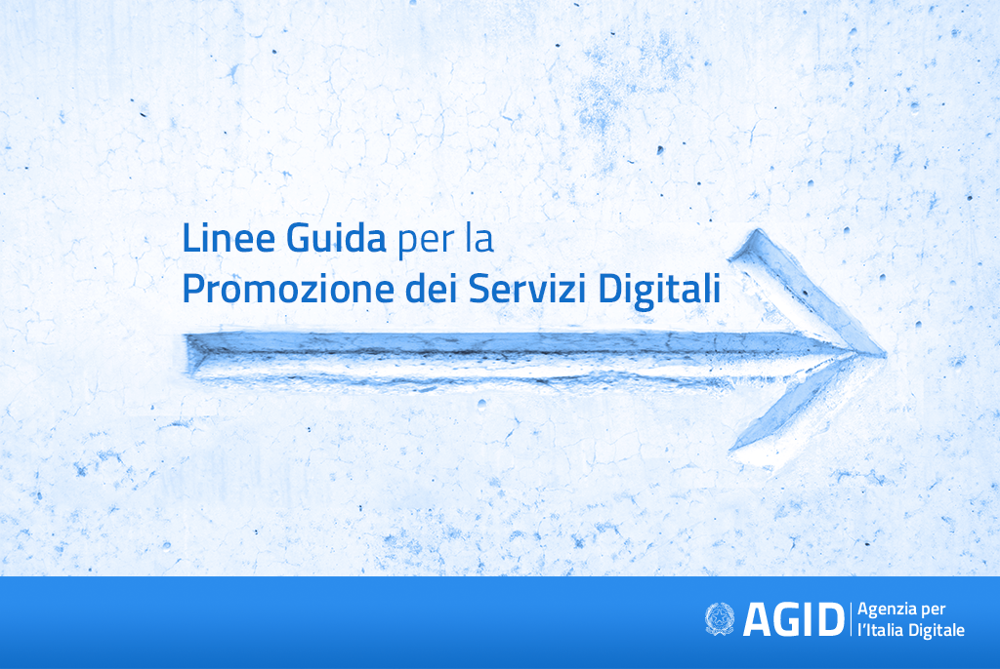 Linee Guida per la
Promozione dei Servizi Digitali
AGID
Agenzia per
l'Italia Digitale